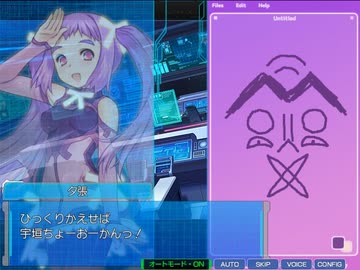 Files Edit Help
Untitled
夕張
ひっくりかえせば
宇垣ちょーおーかんっ!
オートモード・ON
AUTO SKIP VOICE CONFIG